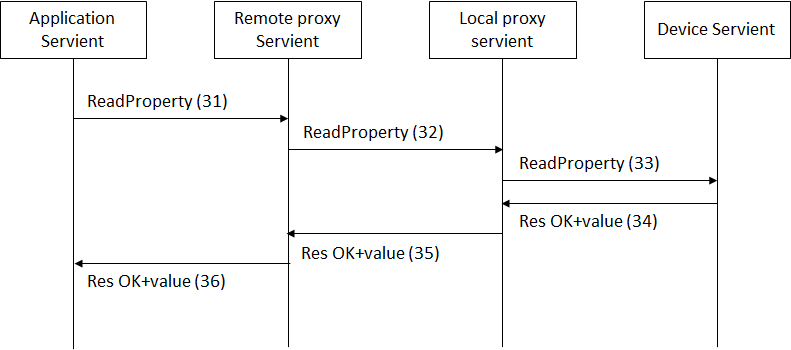 Application
Servient
Remote proxy
Servient
Local proxy
servient
Device Servient
ReadProperty (31)
ReadProperty (32)
ReadProperty (33)
Res OK+value (34)
Res OK+value (35)
Res OK+value (36)